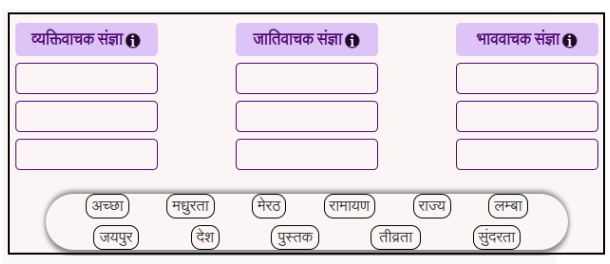 व्यक्तिवाचक संज्ञा जातिवाचक संज्ञा भाववाचक संज्ञा
अच्छा मधुरता मेरठ रामायण राज्य लम्बा
जयपुर देश पुस्तक तीव्रता सुंदरता